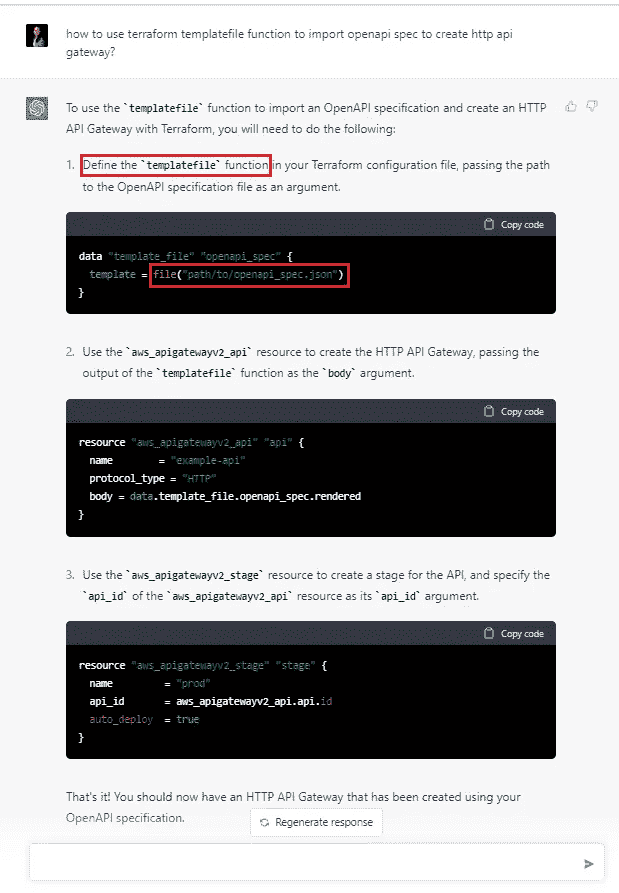 how to use terraform templatefile function to import openapi spec to create http api
gateway?
To use the `templatefile` function to import an OpenAPI specification and create an HTTP
API Gateway with Terraform, you will need to do the following:
1. Define the `templatefile` function in your Terraform configuration file, passing the path
to the OpenAPI specification file as an argument.
Copy code
data "template_file" "openapi_spec" {
  template = file("path/to/openapi_spec.json")
}
2. Use the `aws_apigatewayv2_api` resource to create the HTTP API Gateway, passing the
output of the `templatefile` function as the `body` argument.
Copy code
resource "aws_apigatewayv2_api" "api" {
  name          = "example-api"
  protocol_type = "HTTP"
  body = data.template_file.openapi_spec.rendered
}
3. Use the `aws_apigatewayv2_stage` resource to create a stage for the API, and specify the
`api_id` of the `aws_apigatewayv2_api` resource as its `api_id` argument.
Copy code
resource "aws_apigatewayv2_stage" "stage" {
  name          = "prod"
  api_id        = aws_apigatewayv2_api.api.id
  auto_deploy   = true
}
That's it! You should now have an HTTP API Gateway that has been created using your
OpenAPI specification.
Regenerate response